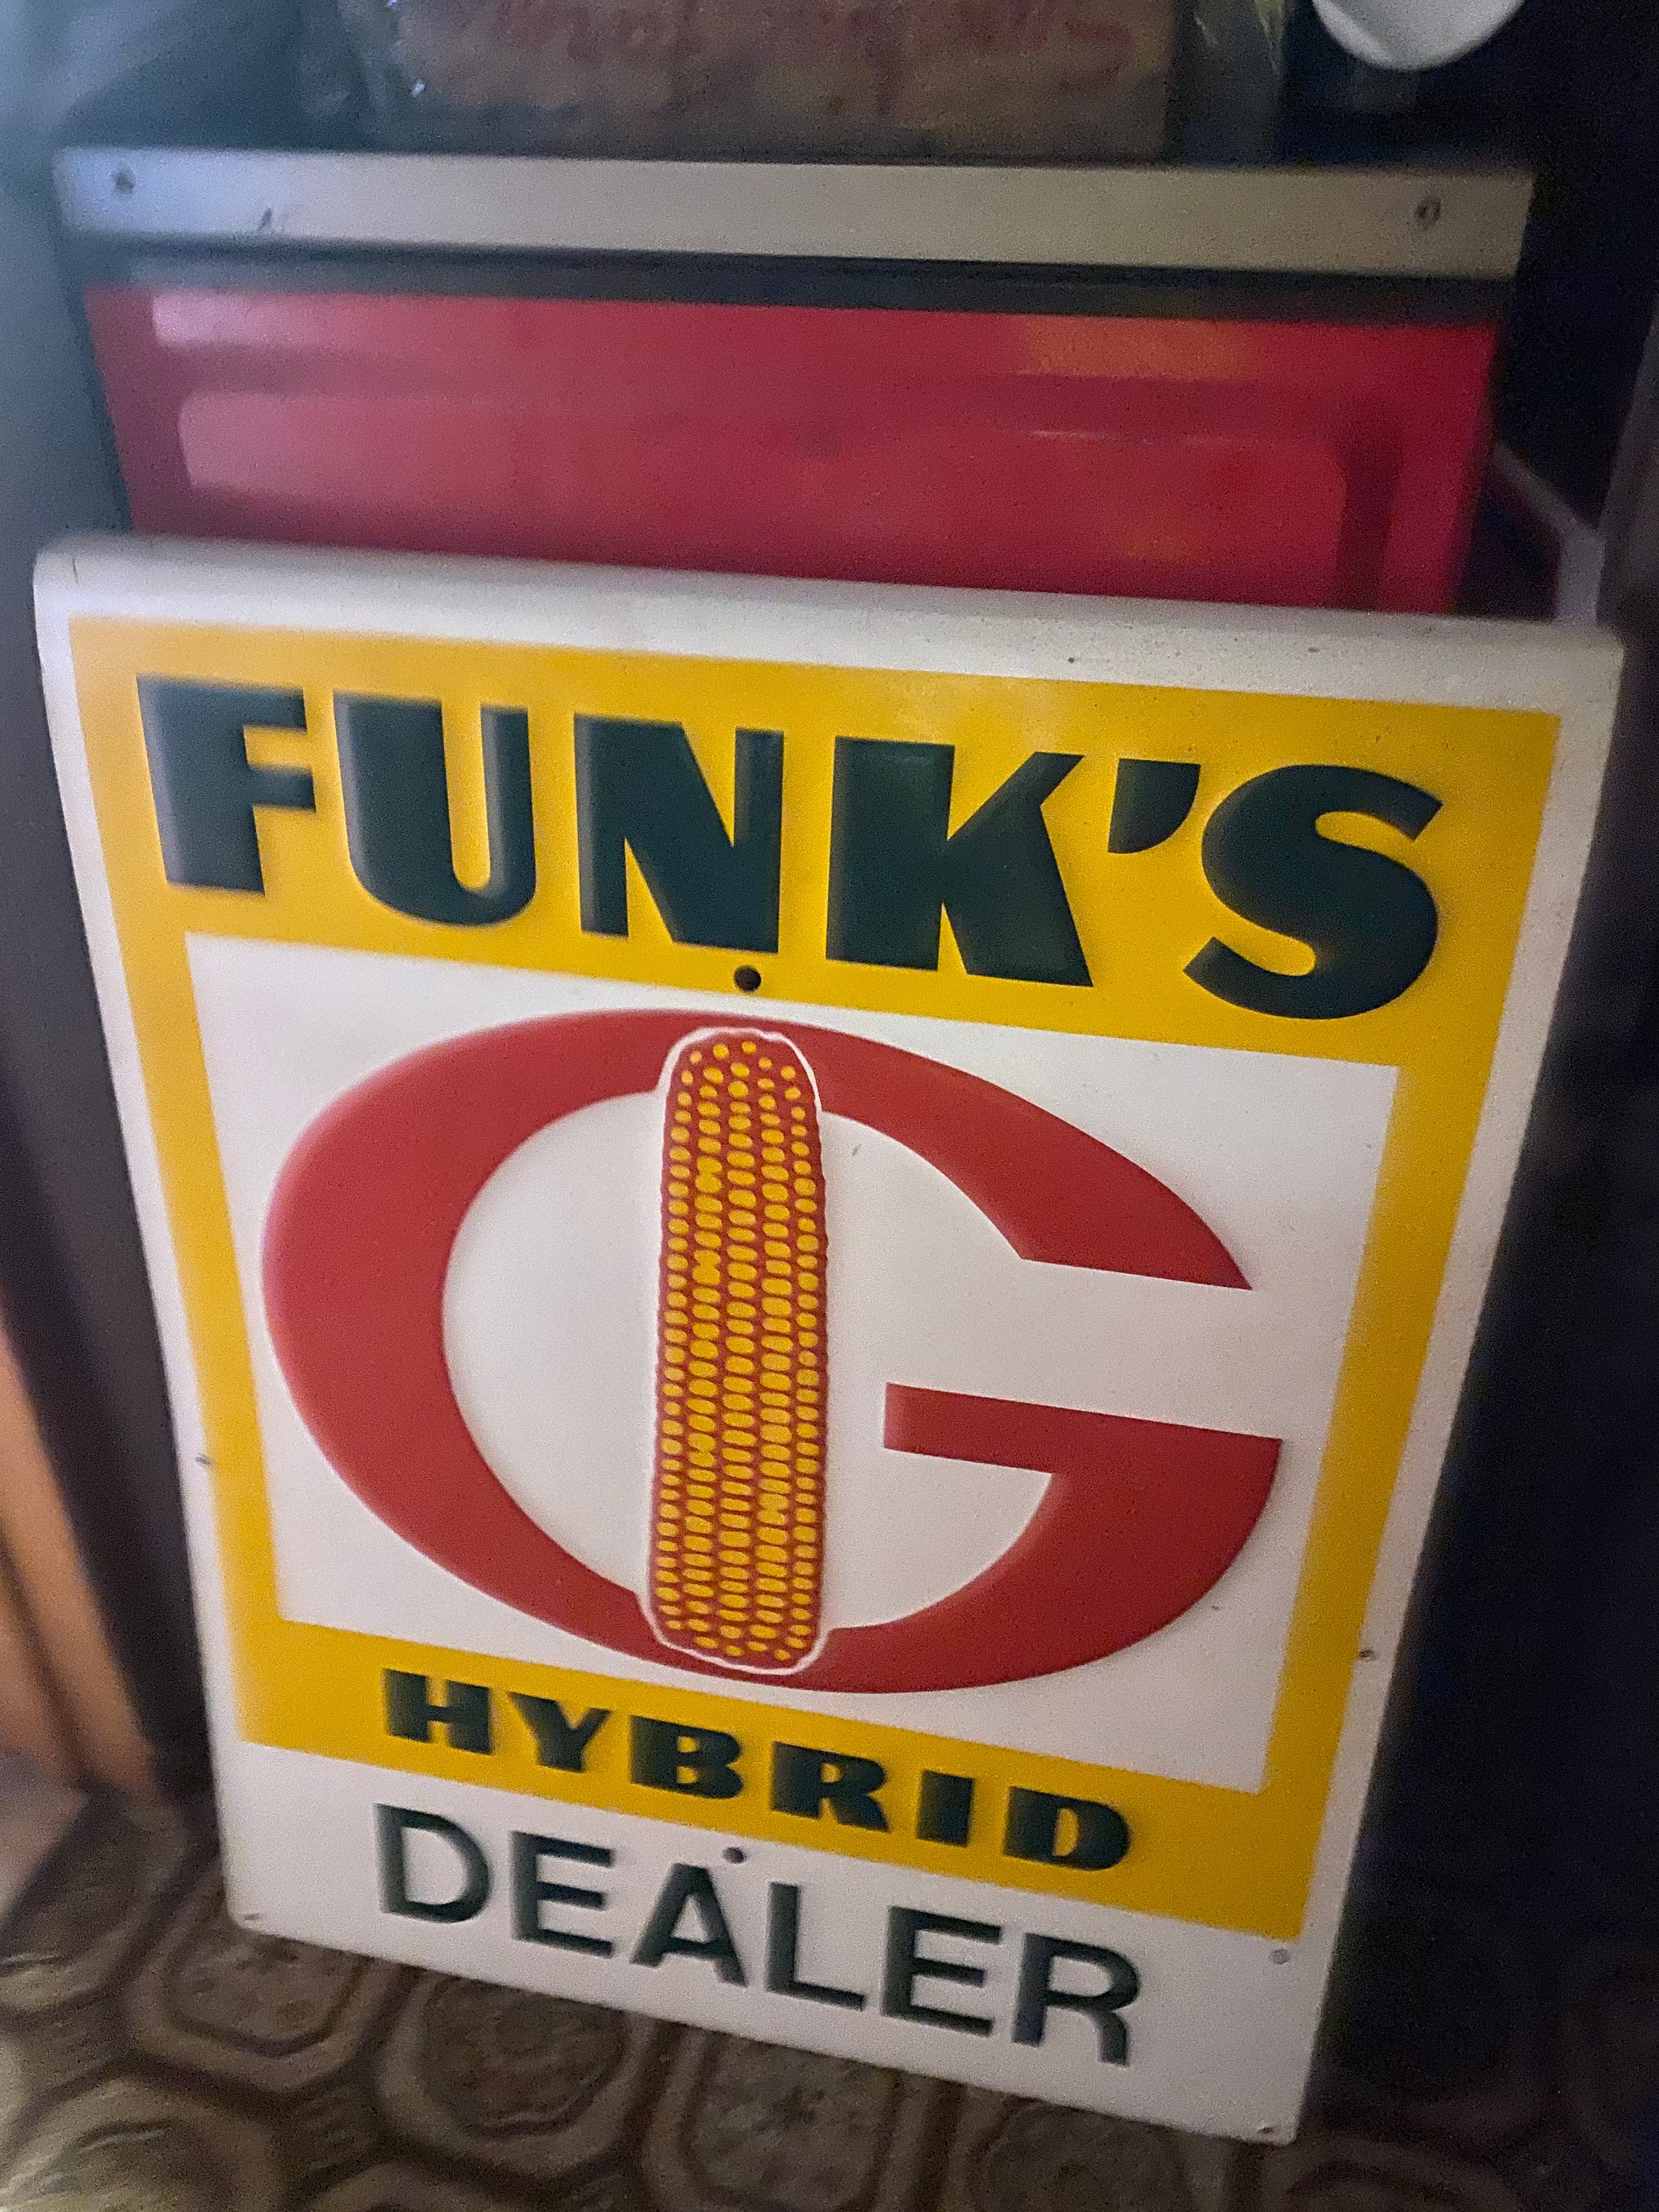 FUNK'S
G
HYBRID
DEALER